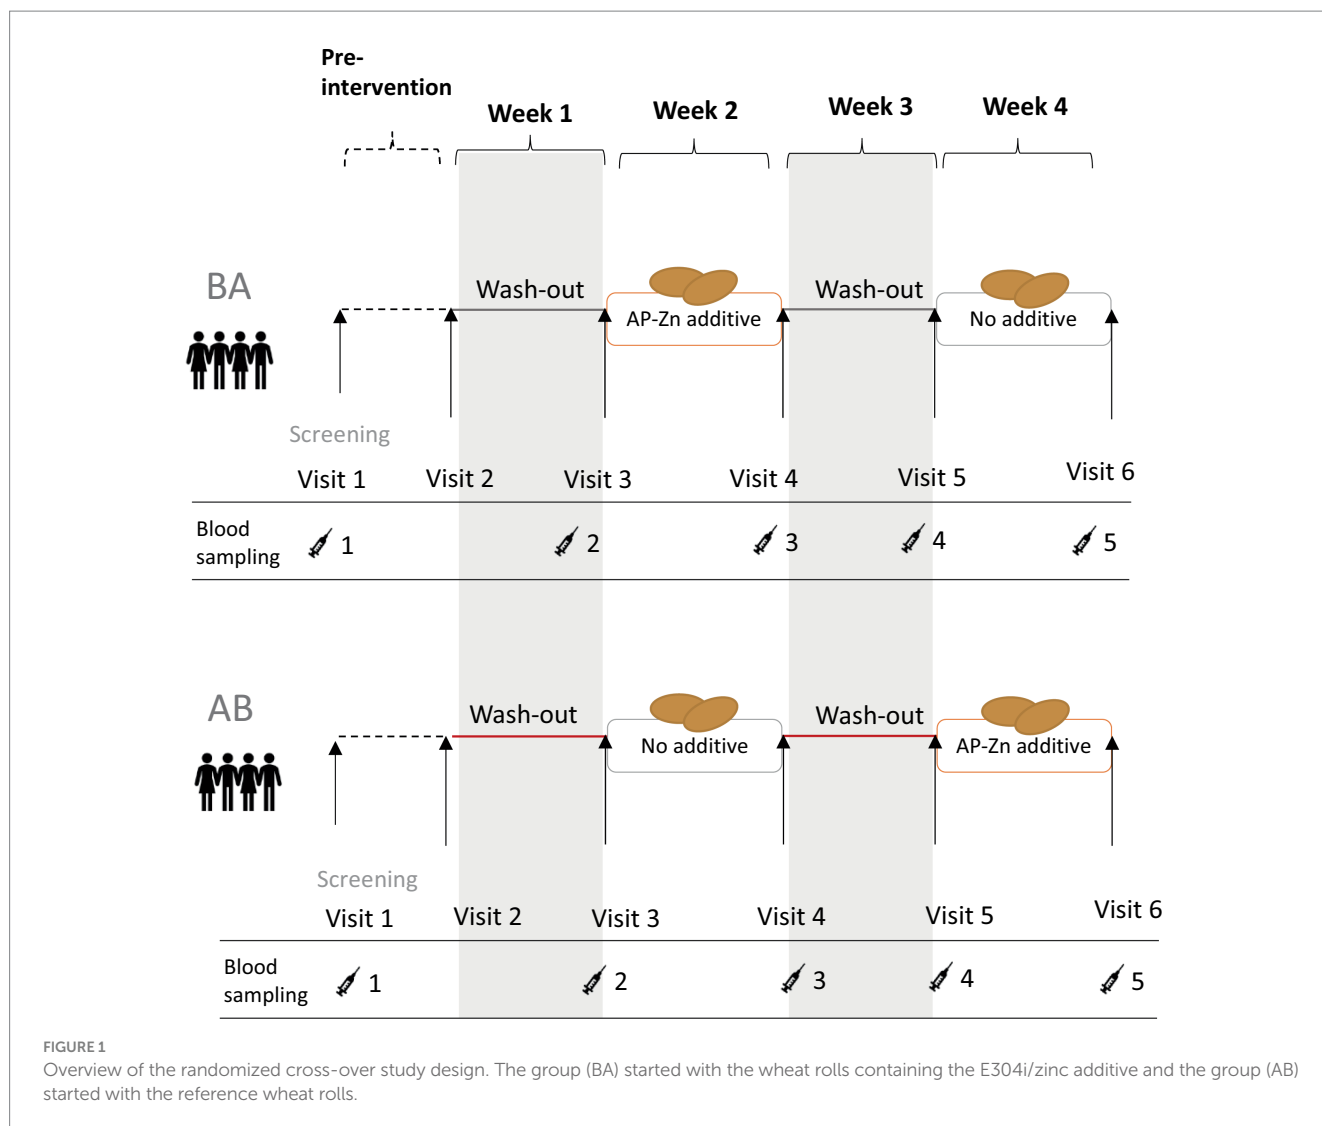 Pre-
intervention
Week 1
Week 2
Week 3
Week 4
BA
Wash-out
AP-Zn additive
Wash-out
No additive
Screening
Visit 1
Visit 2
Visit 3
Visit 4
Visit 5
Visit 6
Blood
sampling
1
2
3
4
5
AB
Wash-out
No additive
Wash-out
AP-Zn additive
Screening
Visit 1
Visit 2
Visit 3
Visit 4
Visit 5
Visit 6
Blood
sampling
1
2
3
4
5
FIGURE 1
Overview of the randomized cross-over study design. The group (BA) started with the wheat rolls containing the E304i/zinc additive and the group (AB)
started with the reference wheat rolls.